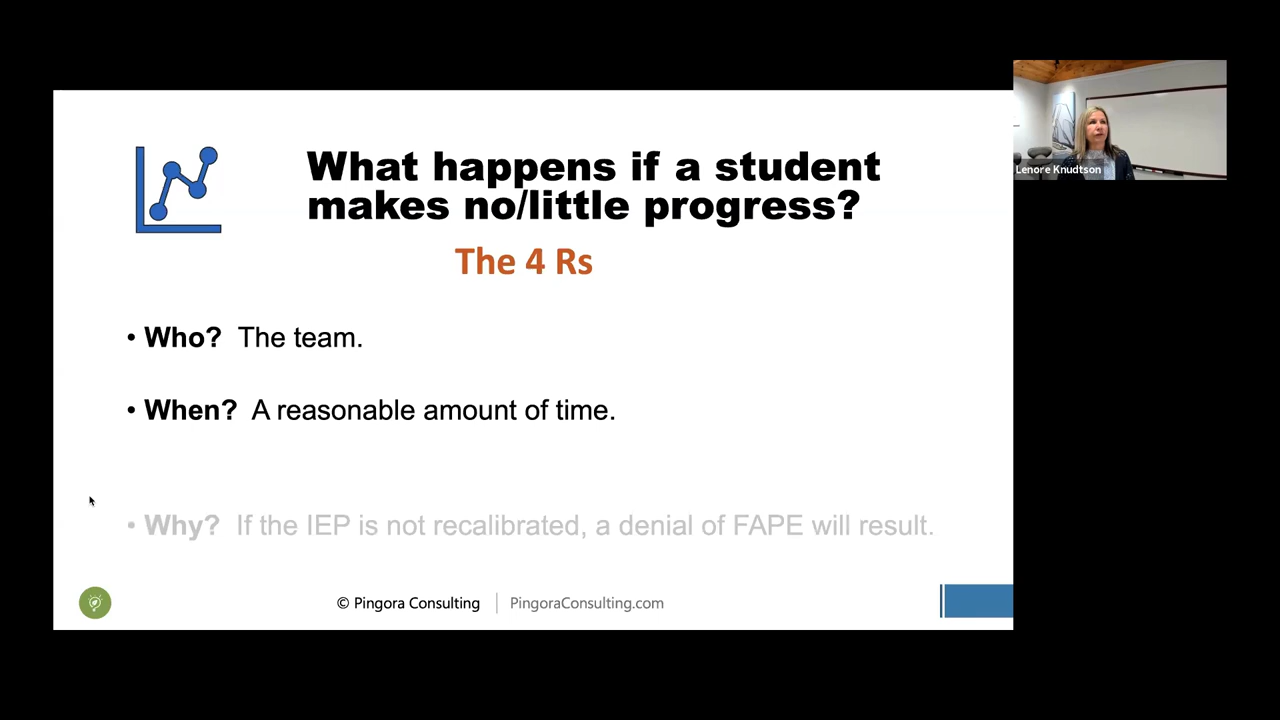 What happens if a student
makes no/little progress?
The 4 Rs
• Who? The team.
• When? A reasonable amount of time.
• Why? If the IEP is not recalibrated, a denial of FAPE will result.
© Pingora Consulting | PingoraConsulting.com
Lenore Knudtson